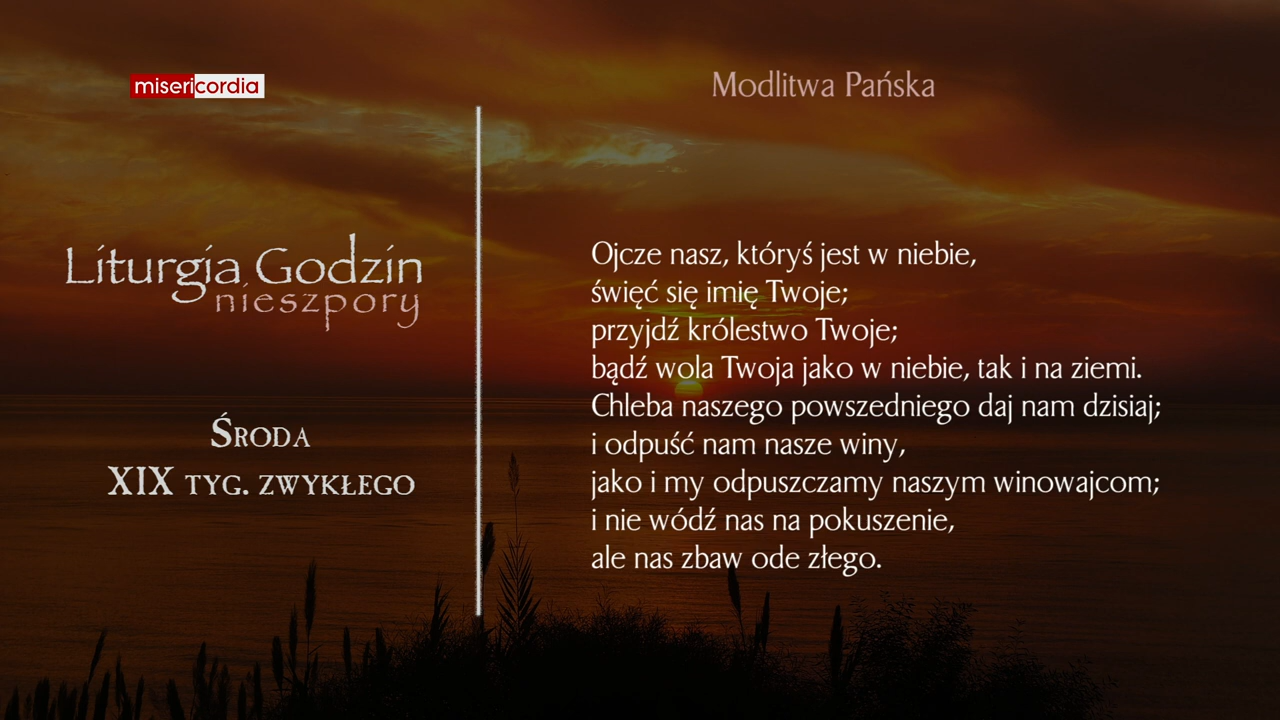 misericordia
Liturgia Godzin
nieszpory
Środa
XIX tyg. zwykłego
Modlitwa Pańska
Ojcze nasz, któryś jest w niebie,
święć się imię Twoje;
przyjdź królestwo Twoje;
bądź wola Twoja jako w niebie, tak i na ziemi.
Chleba naszego powszedniego daj nam dzisiaj;
i odpuść nam nasze winy,
jako i my odpuszczamy naszym winowajcom;
i nie wódź nas na pokuszenie,
ale nas zbaw ode złego.